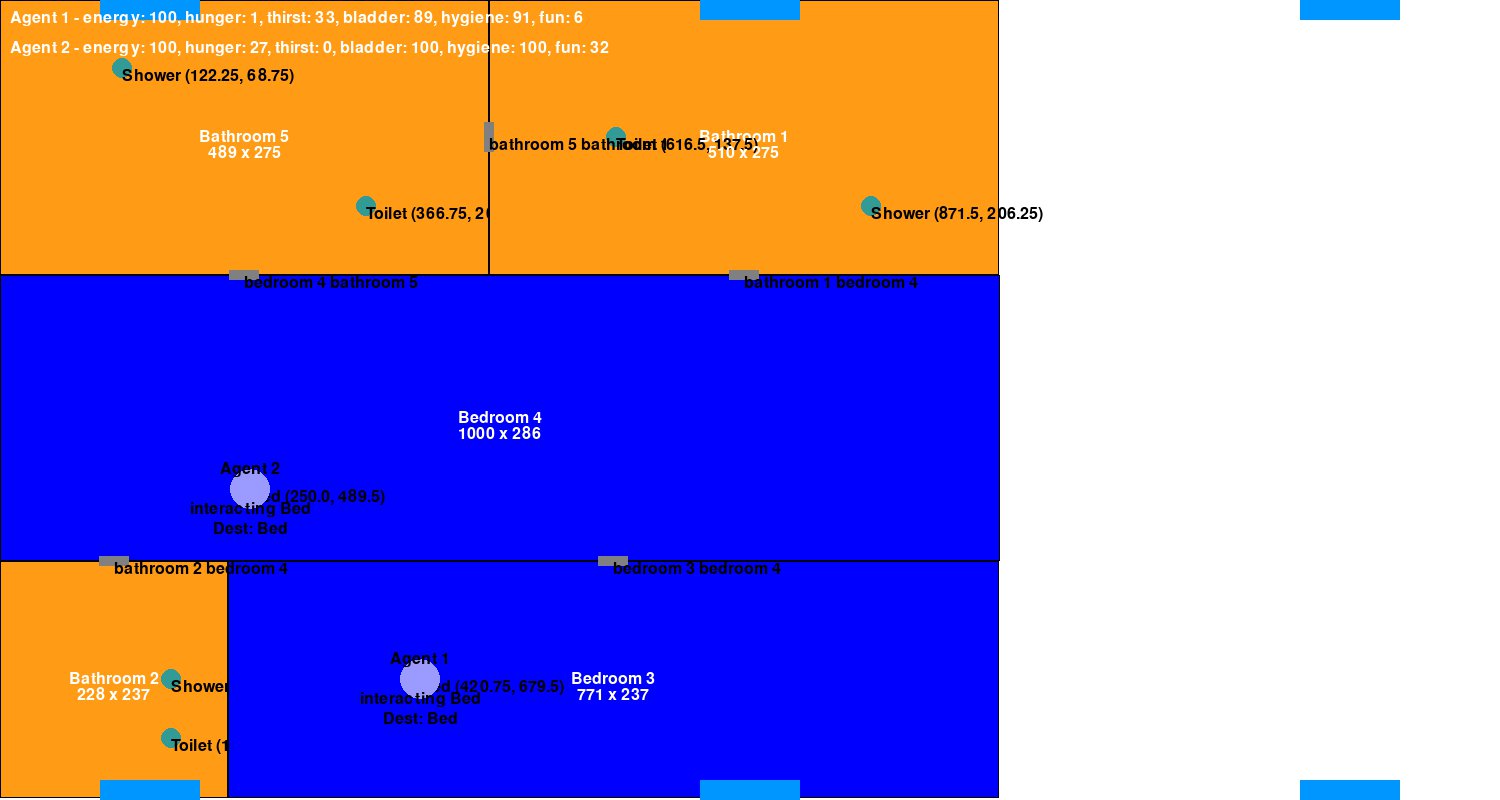 Agent 1 - energy: 100, hunger: 1, thirst: 33, bladder: 89, hygiene: 91, fun: 6
Agent 2 - energy: 100, hunger: 27, thirst: 0, bladder: 100, hygiene: 100, fun: 32
Shower (122.25, 68.75)
Bathroom 5
489 x 275
bathroom 5 bathroom 1
Toilet (616.5, 137.5)
Bathroom 1
510 x 275
Toilet (366.75, 20
Shower (871.5, 206.25)
bedroom 4 bathroom 5
bathroom 1 bedroom 4
Bedroom 4
1000 x 286
Agent 2
(250.0, 489.5)
interacting Bed
Dest: Bed
bathroom 2 bedroom 4
bedroom 3 bedroom 4
Agent 1
Bathroom 2
228 x 237
Shower
(420.75, 679.5)
Bedroom 3
771 x 237
interacting Bed
Dest: Bed
Toilet (1